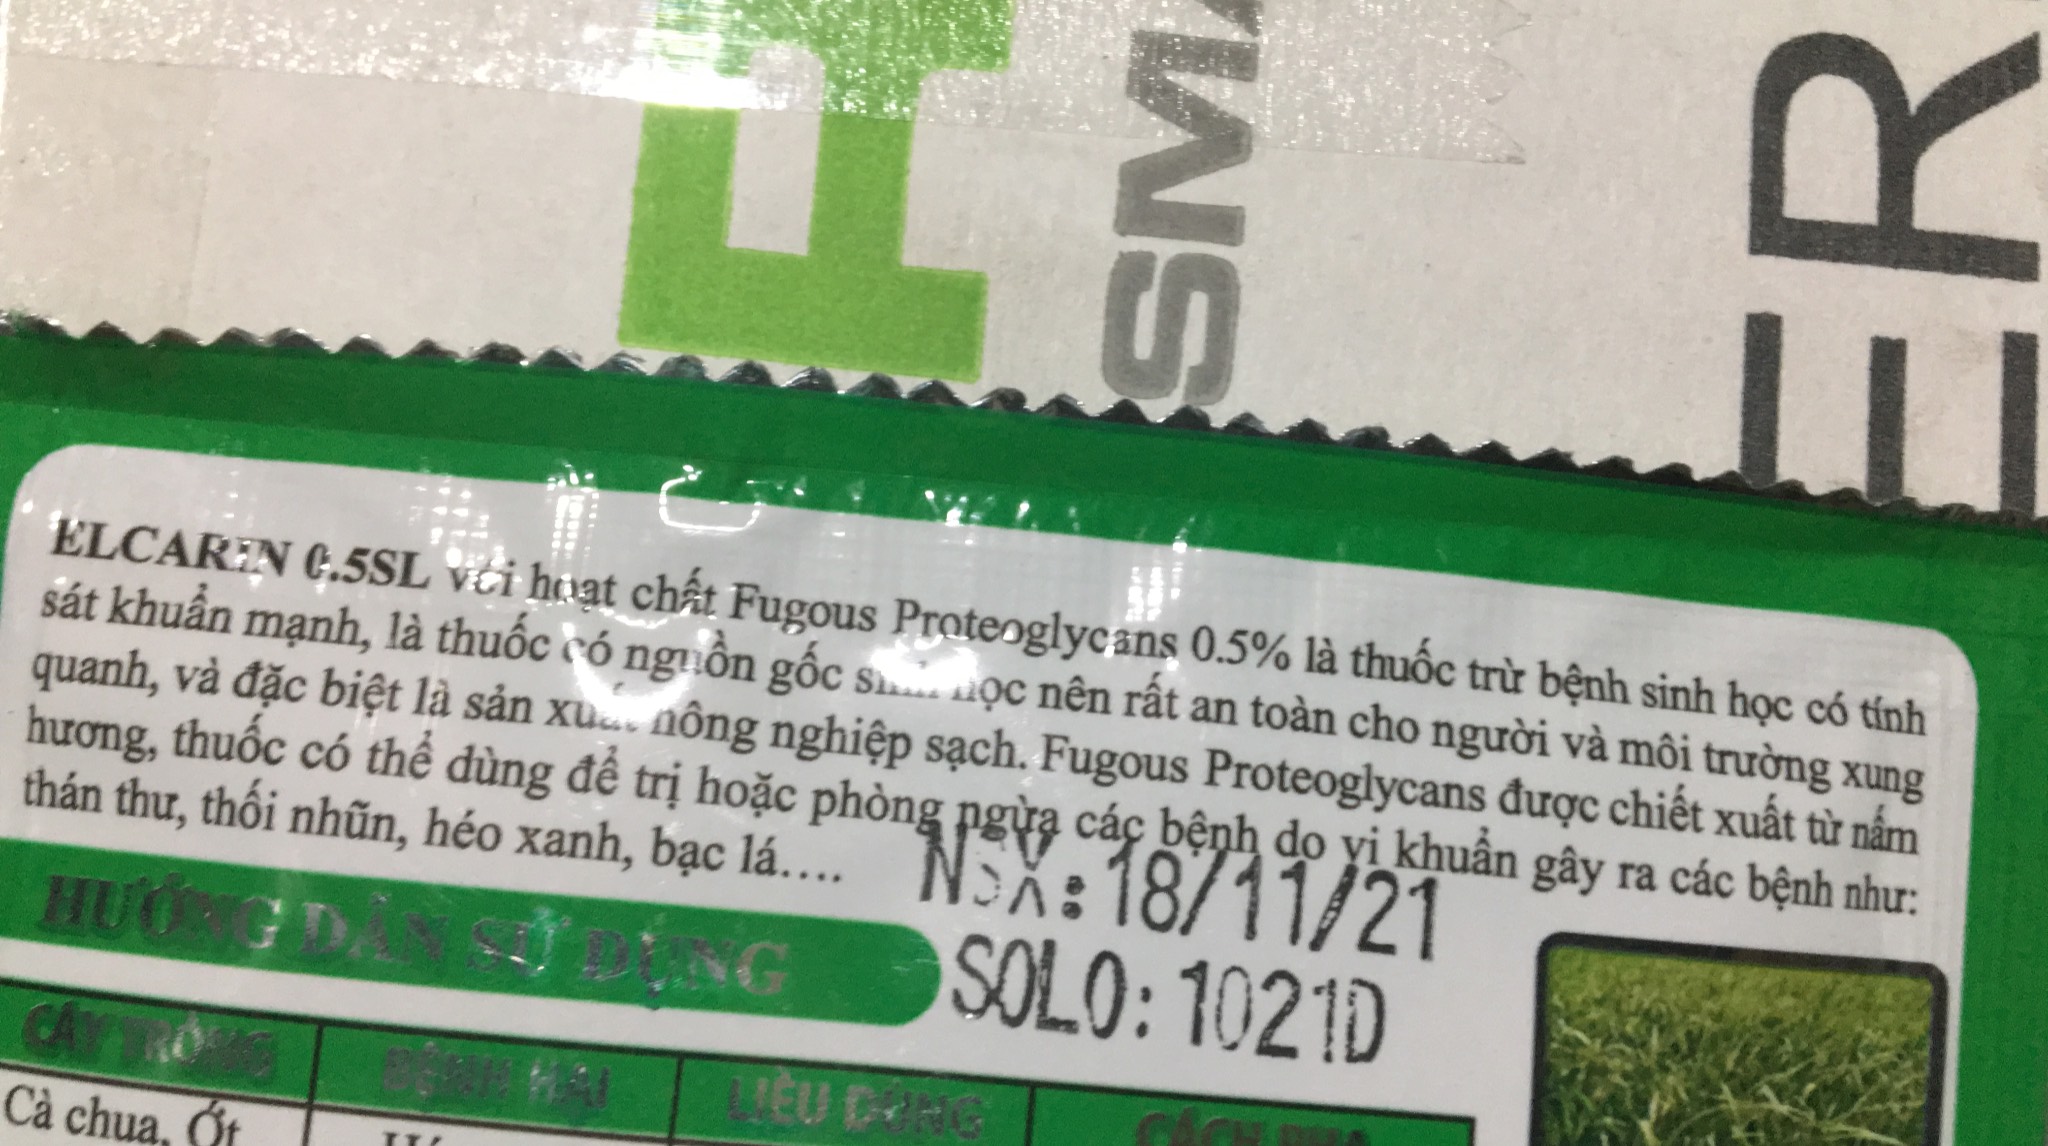 SM
ER
ELCARIN 0.5SL với hoạt chất Fugous Proteoglycans 0.5% là thuốc trừ bệnh sinh học có tính
sát khuẩn mạnh, là thuốc có nguồn gốc sinh học nên rất an toàn cho người và môi trường xung
quanh, và đặc biệt là sản xuất nông nghiệp sạch. Fugous Proteoglycans được chiết xuất từ nấm
hương, thuốc có thể dùng để trị hoặc phòng ngừa các bệnh do vi khuẩn gây ra các bệnh như:
thán thư, thối nhũn, héo xanh, bạc lá....
NSX: 18/11/21
SOLO: 1021D
HƯỚNG DẪN SỬ DỤNG
CÂY TRỒNG BỆNH HẠI LIỀU DÙNG CÁCH PHA
Cà chua, Ớt